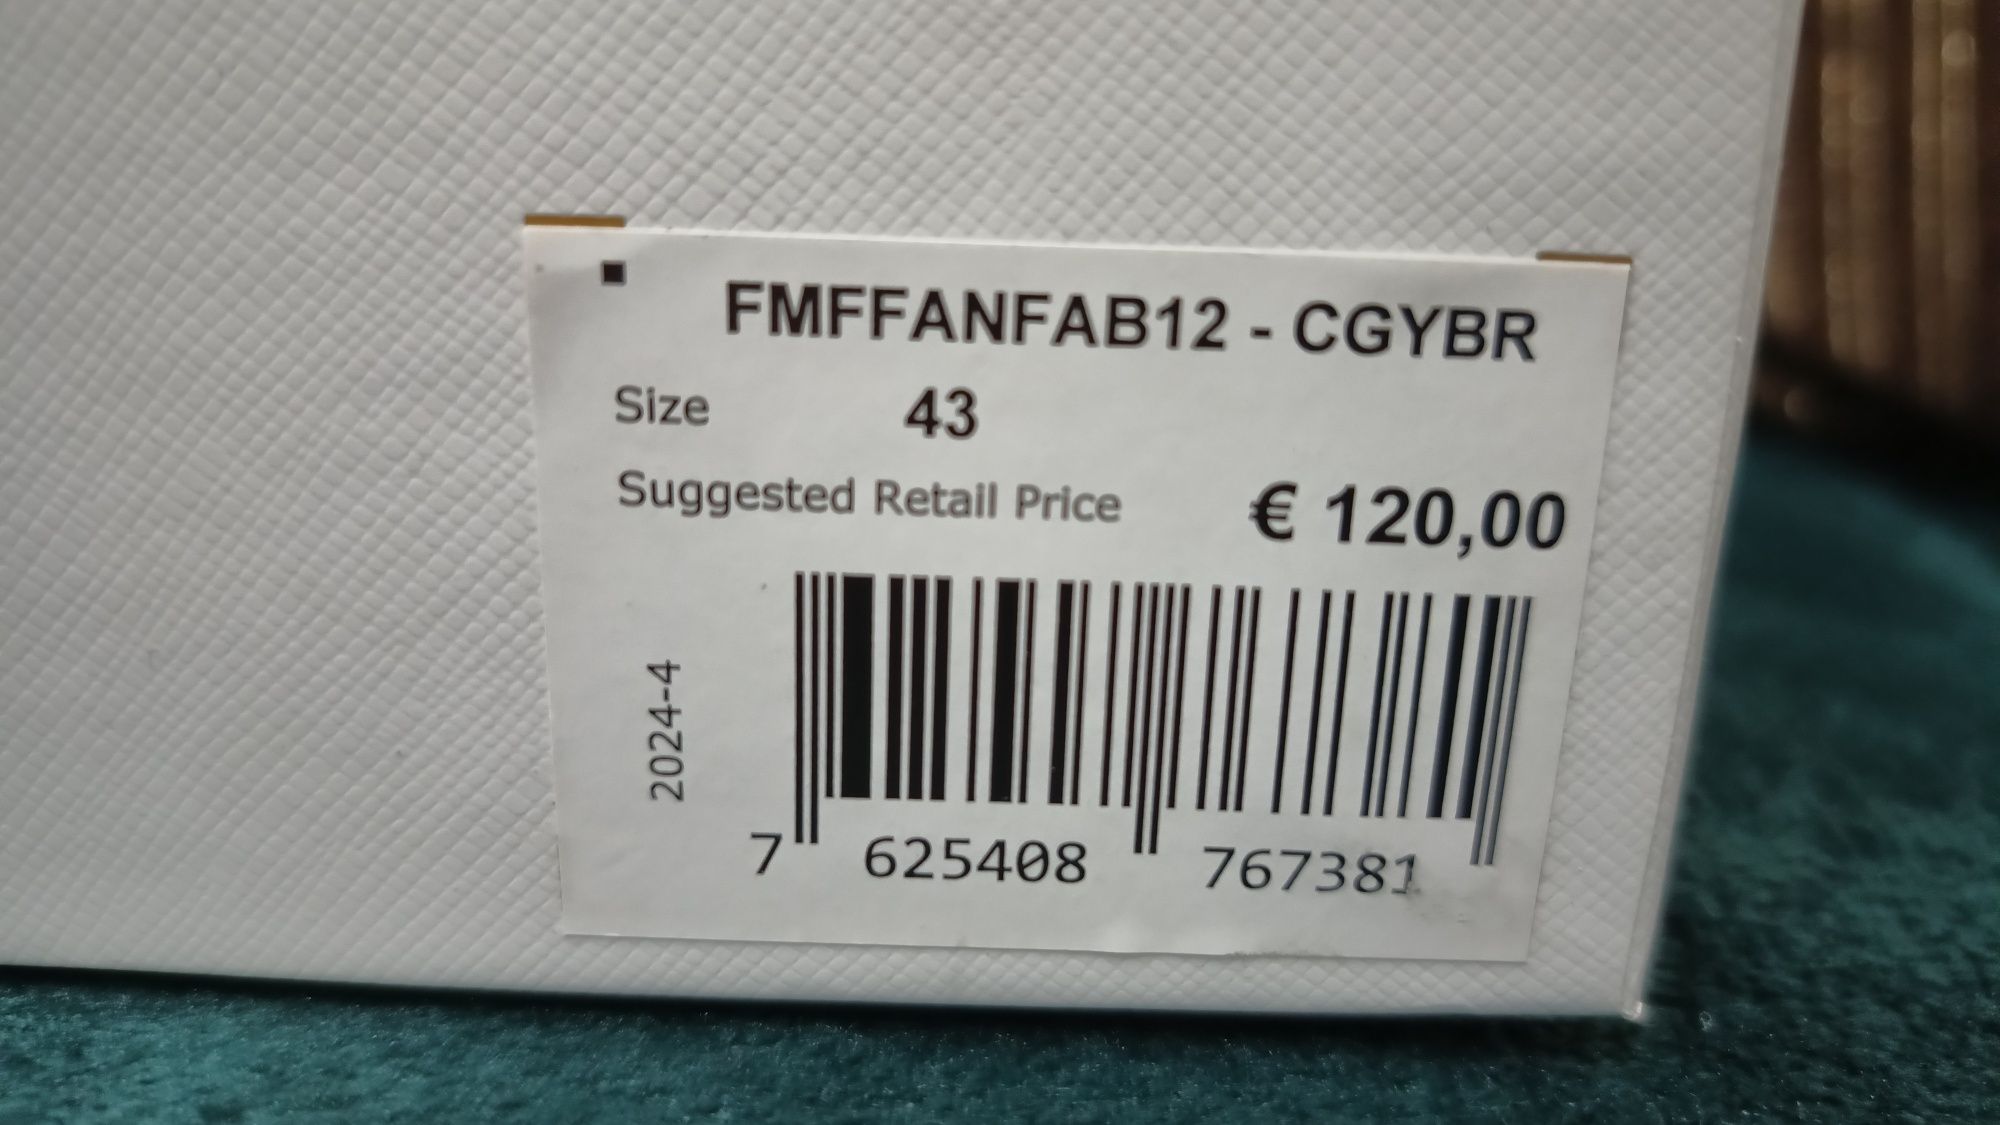 FMFFANFAB12 - CGYBR
Size 43
Suggested Retail Price € 120,00
2024-4
7 625408 767381